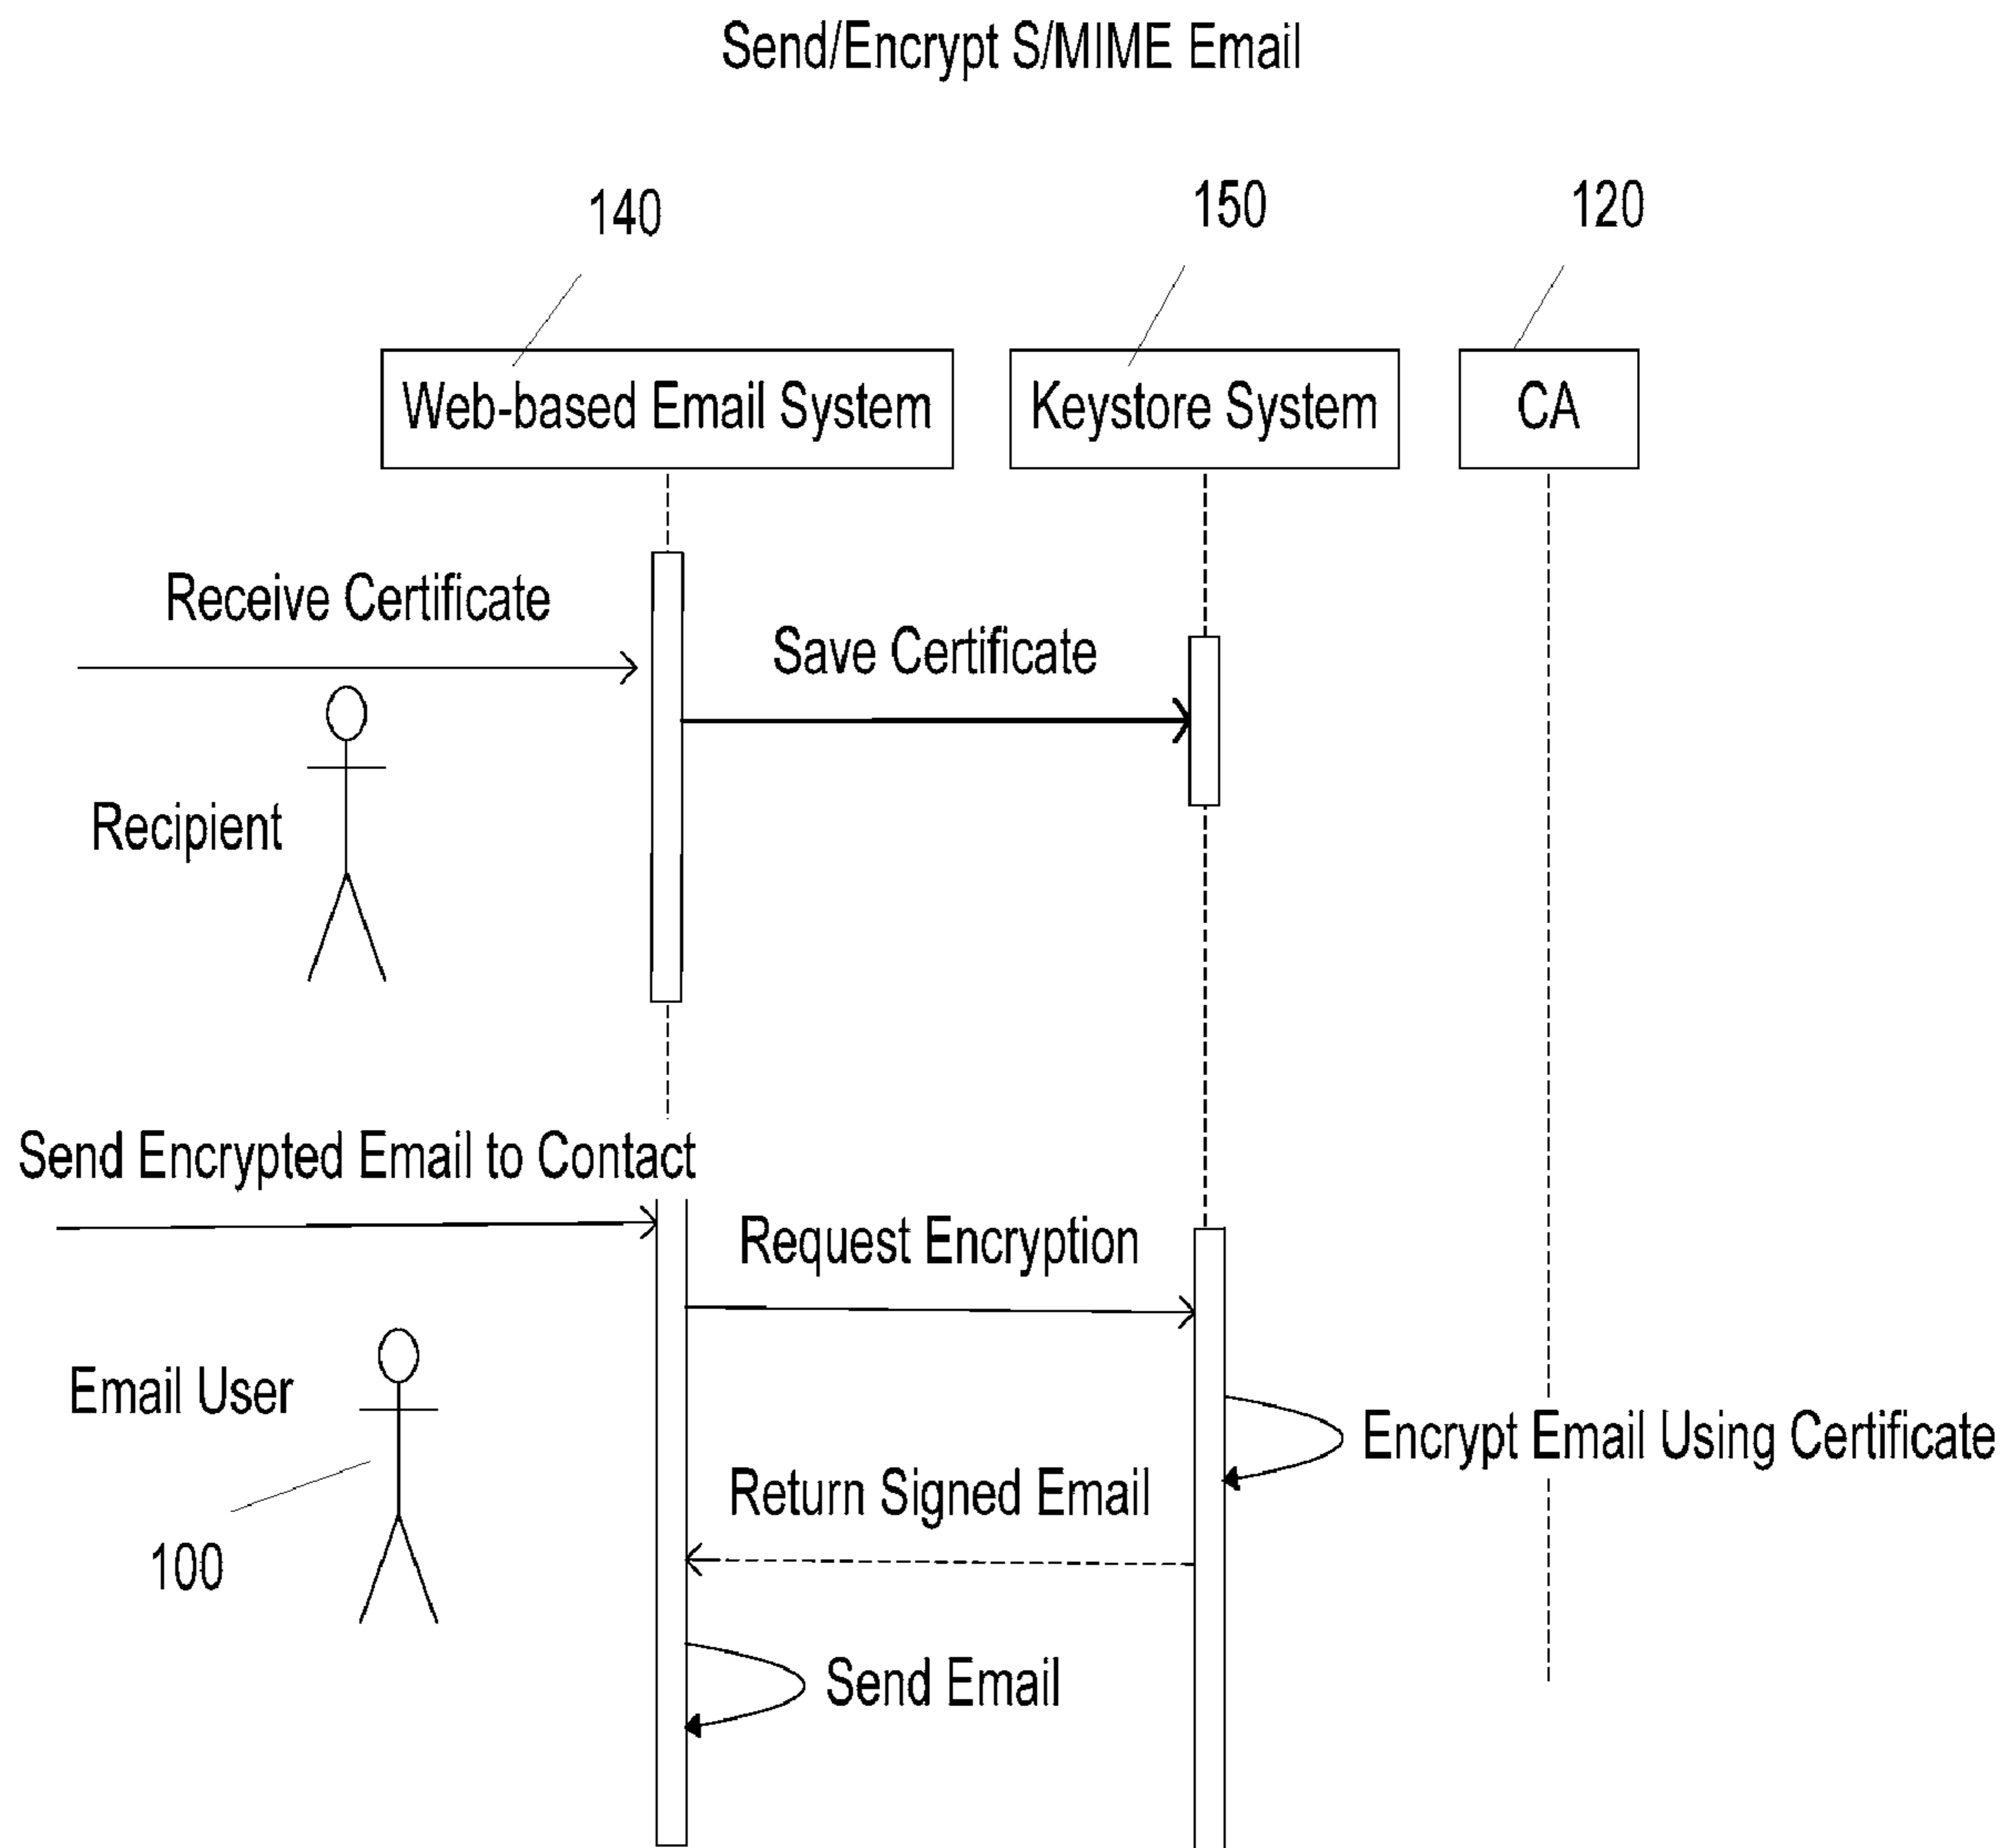 Send/Encrypt S/MIME Email
140
150
120
Web-based Email System
Keystore System
CA
Receive Certificate
Save Certificate
Recipient
Send Encrypted Email to Contact
Request Encryption
Email User
Encrypt Email Using Certificate
Return Signed Email
100
Send Email